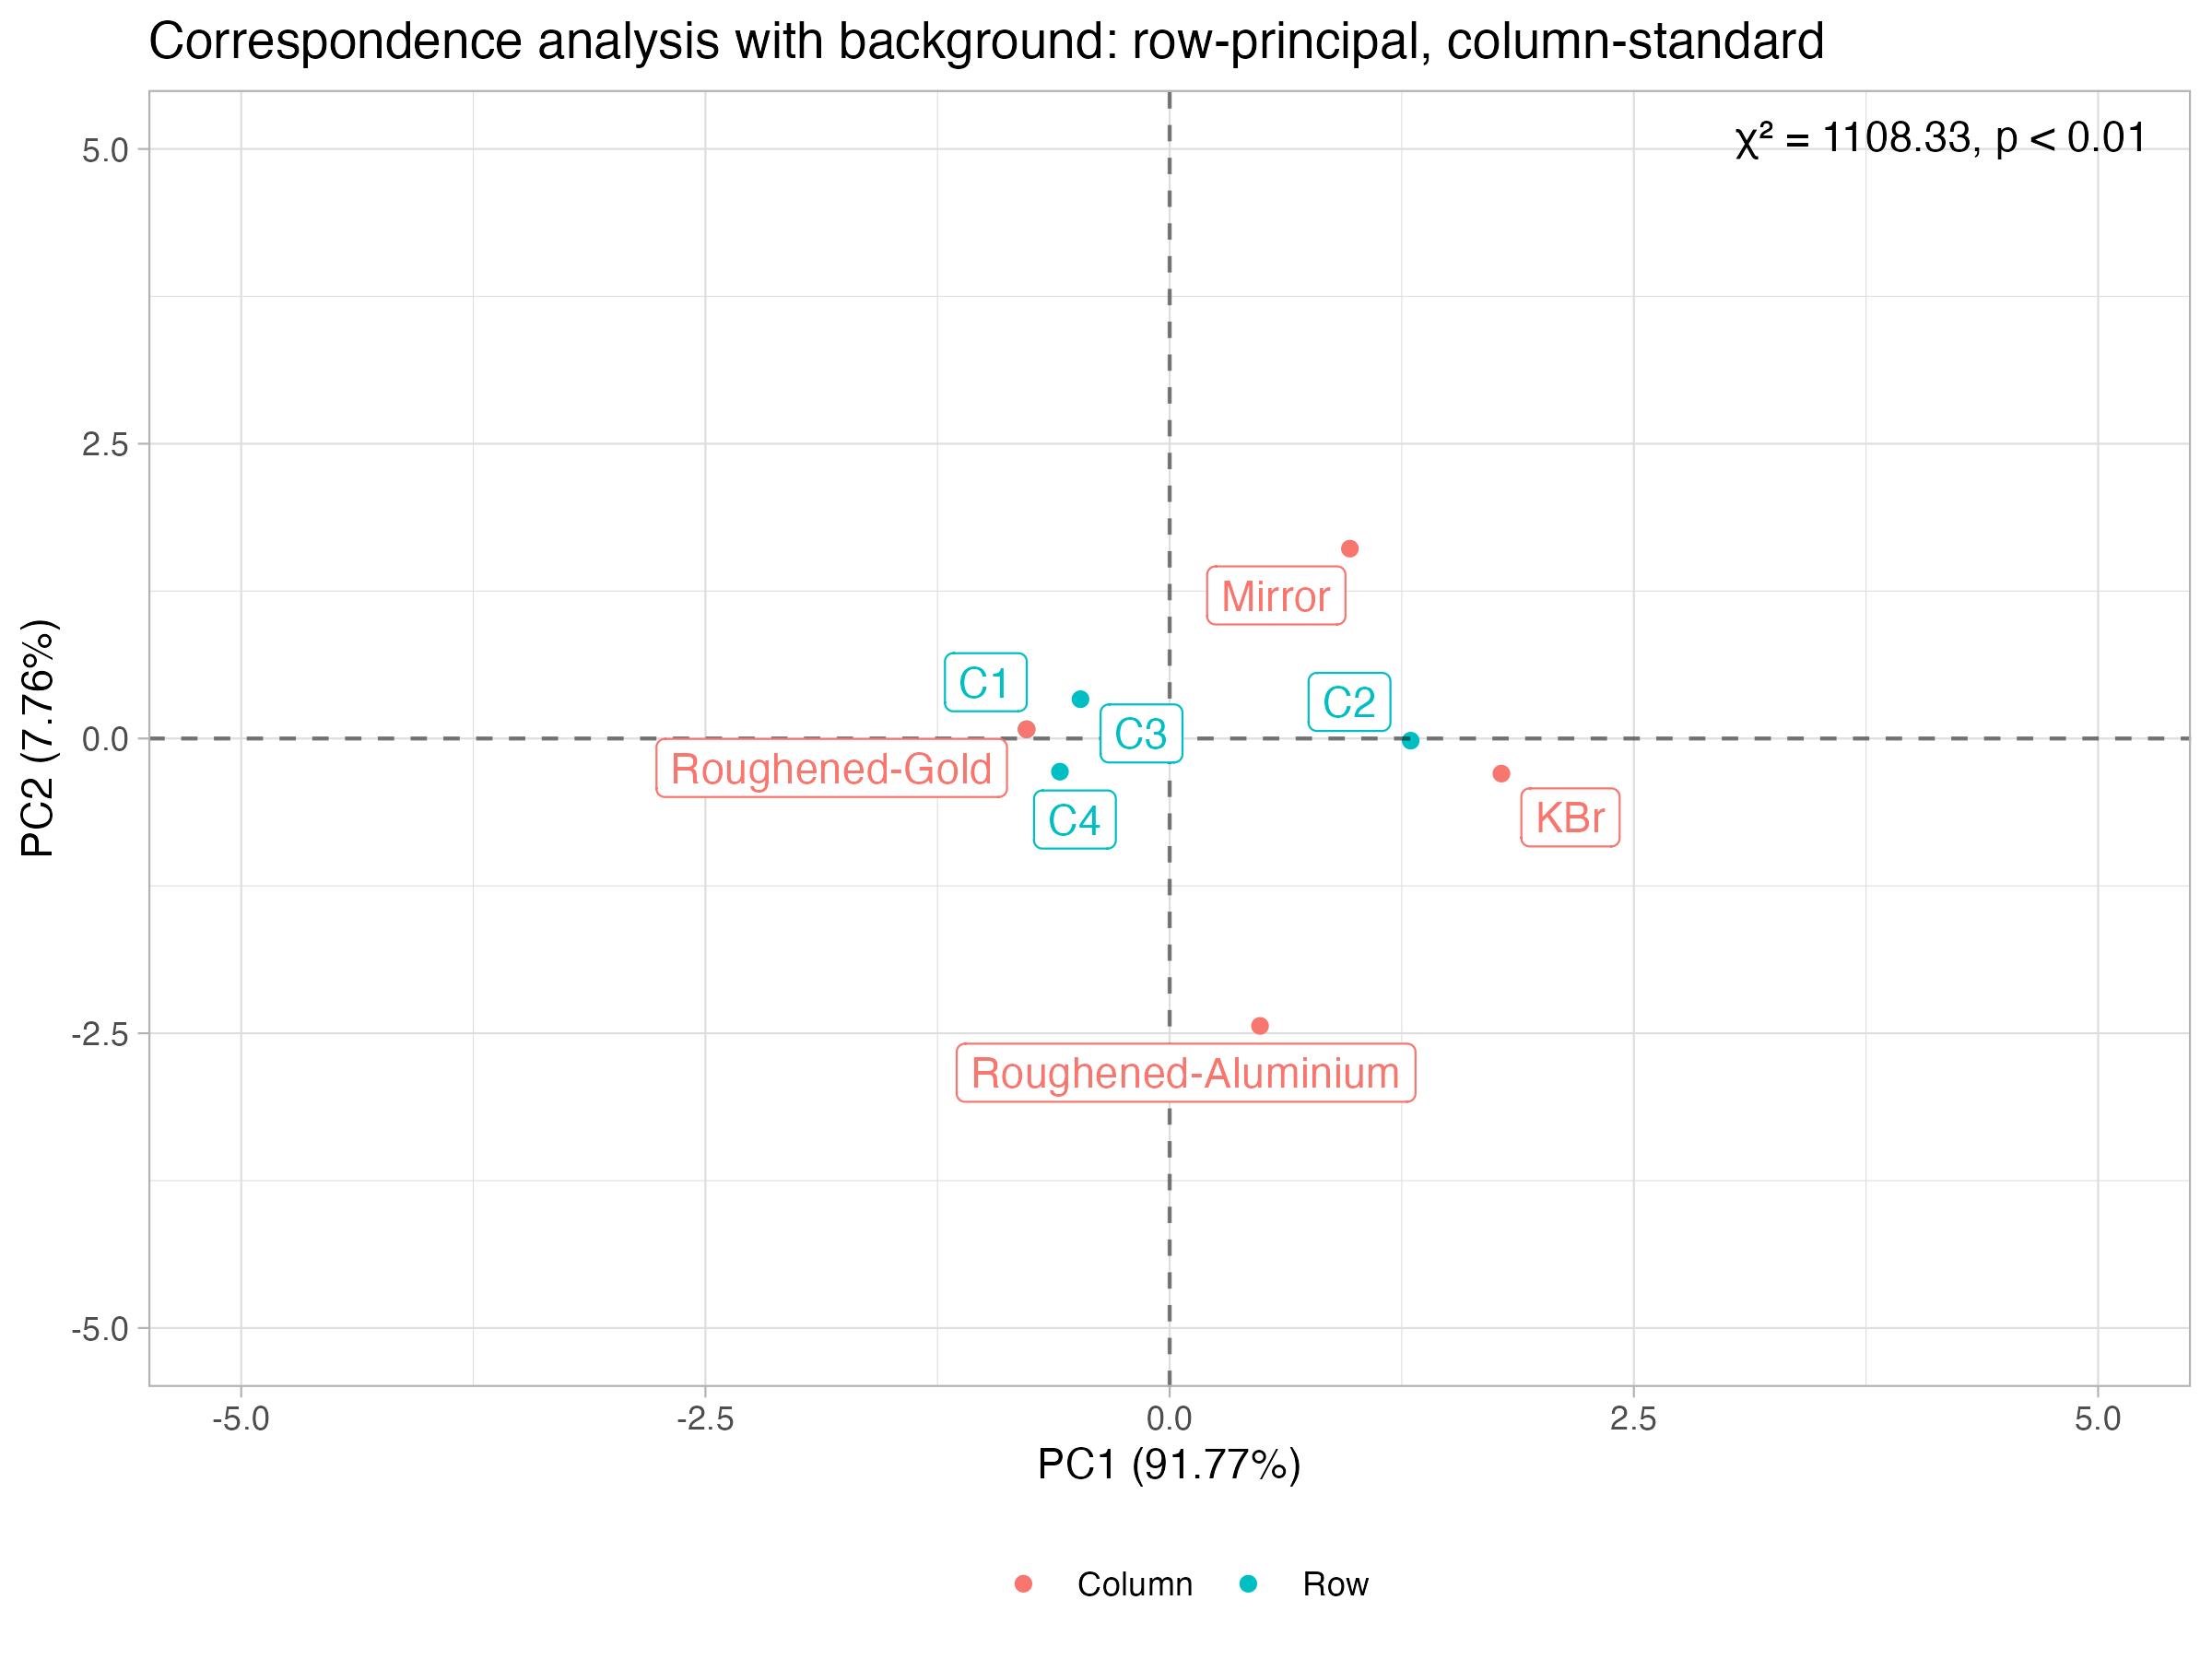 Correspondence analysis with background: row-principal, column-standard
χ² = 1108.33, p < 0.01
5.0
2.5
0.0
-2.5
-5.0
PC2 (7.76%)
Mirror
C1
C2
C3
Roughened-Gold
C4
KBr
Roughened-Aluminium
-5.0
-2.5
0.0
2.5
5.0
PC1 (91.77%)
Column
Row